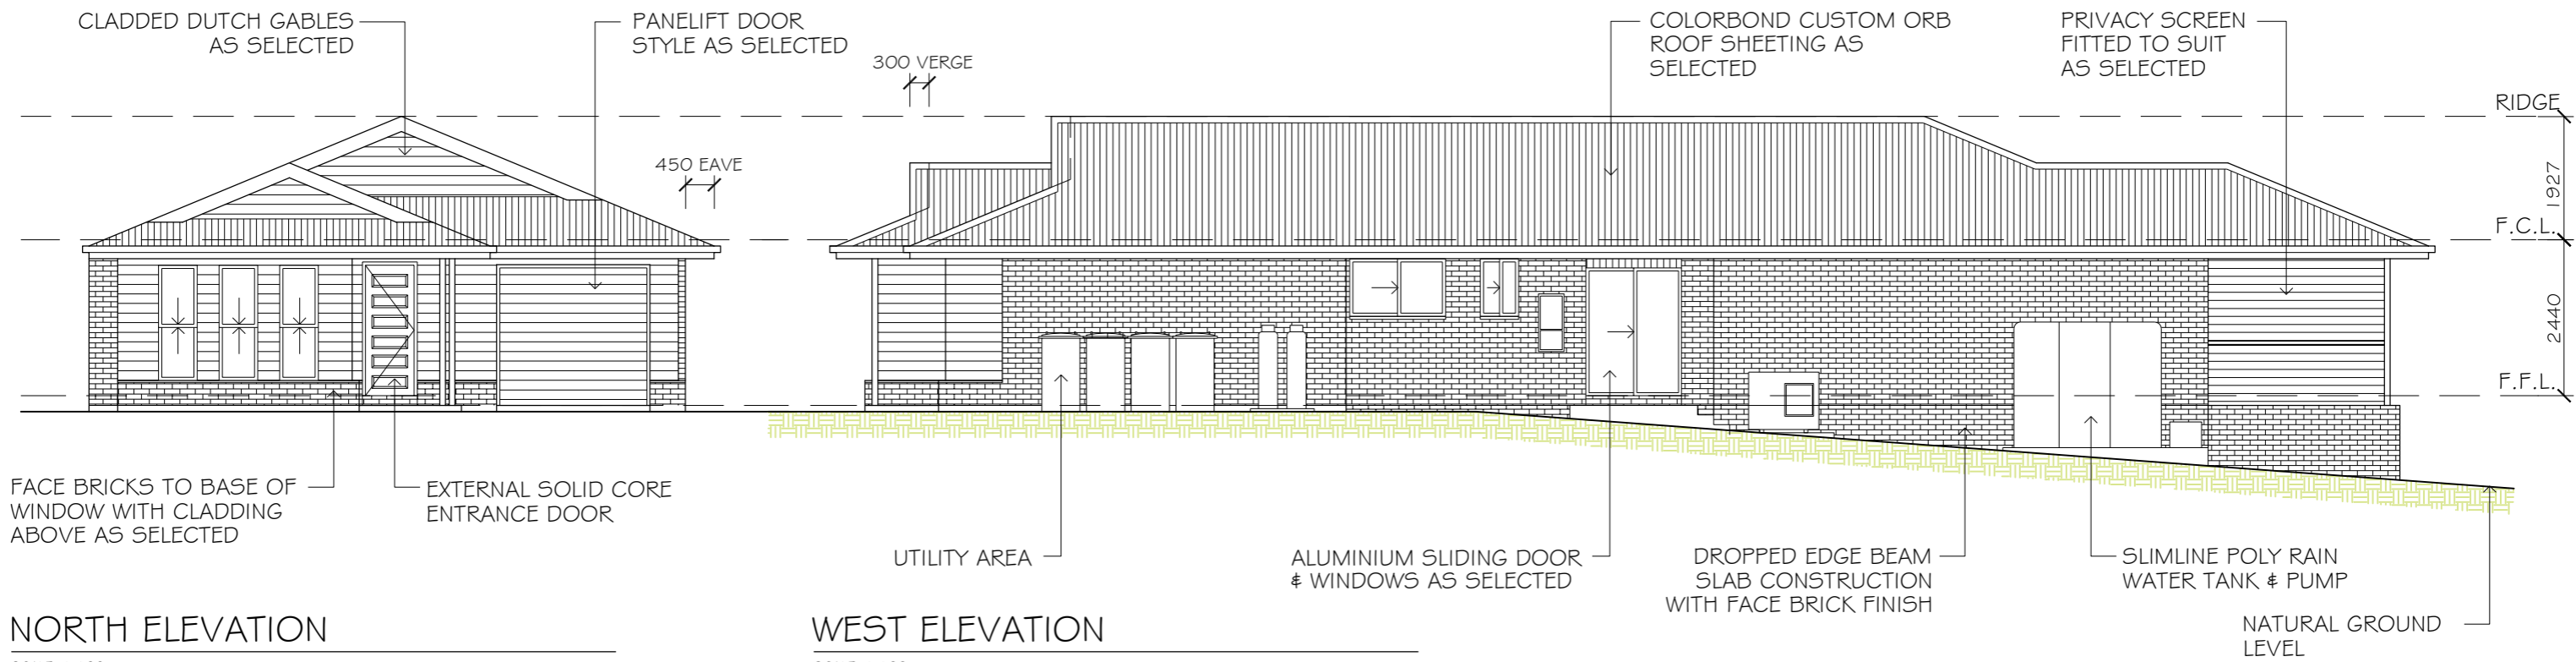 CLADDED DUTCH GABLES
AS SELECTED
PANELIFT DOOR
STYLE AS SELECTED
300 VERGE
450 EAVE
COLORBOND CUSTOM ORB
ROOF SHEETING AS
SELECTED
PRIVACY SCREEN
FITTED TO SUIT
AS SELECTED
RIDGE
1927
F.C.L.
2440
F.F.L.
FACE BRICKS TO BASE OF
WINDOW WITH CLADDING
ABOVE AS SELECTED
EXTERNAL SOLID CORE
ENTRANCE DOOR
UTILITY AREA
ALUMINIUM SLIDING DOOR
& WINDOWS AS SELECTED
DROPPED EDGE BEAM
SLAB CONSTRUCTION
WITH FACE BRICK FINISH
SLIMLINE POLY RAIN
WATER TANK & PUMP
NATURAL GROUND
LEVEL
NORTH ELEVATION
WEST ELEVATION